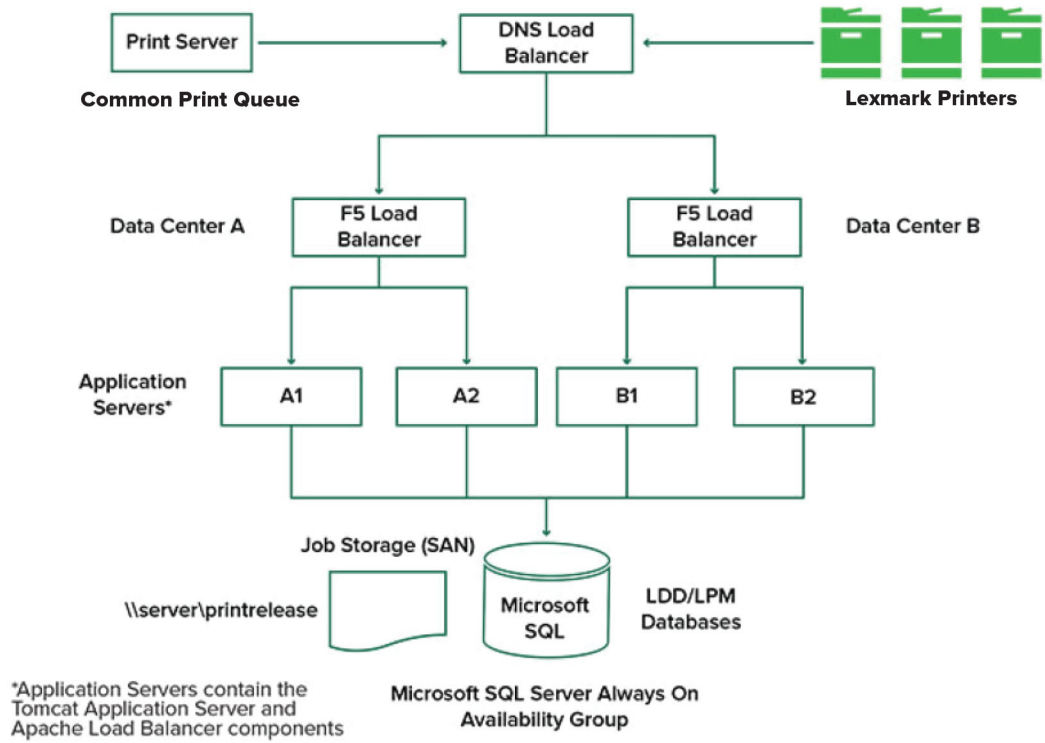 Print Server
DNS Load
Balancer
Common Print Queue
Lexmark Printers
Data Center A
F5 Load
Balancer
F5 Load
Balancer
Data Center B
Application
Servers*
A1
A2
B1
B2
Job Storage (SAN)
\\server\printrelease
Microsoft
SQL
LDD/LPM
Databases
*Application Servers contain the
Tomcat Application Server and
Apache Load Balancer components
Microsoft SQL Server Always On
Availability Group